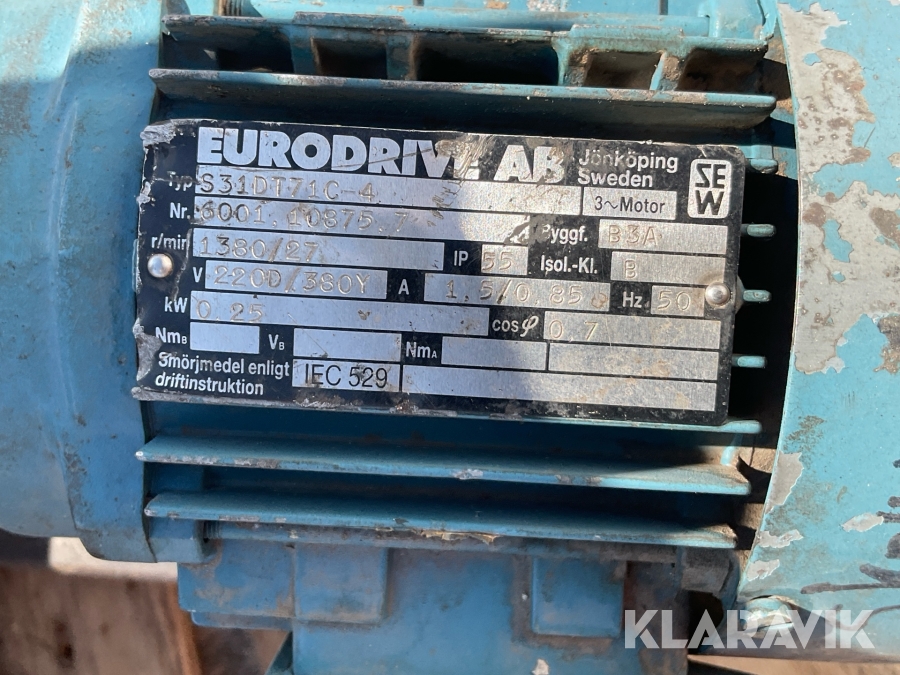 EURODRIVE AB Jönköping Sweden SEW
Typ S31DT71C-4 3~Motor
Nr. 6001.10875.7 Byggf. B3A
r/min 1380/27 IP 55 Isol.-Kl. B
V 220D/380Y A 1.5/0.85 Hz 50
kW 0.25 cosφ 0.7
NmB VB NmA
Smörjmedel enligt driftinstruktion IEC 529
KLARAVIK